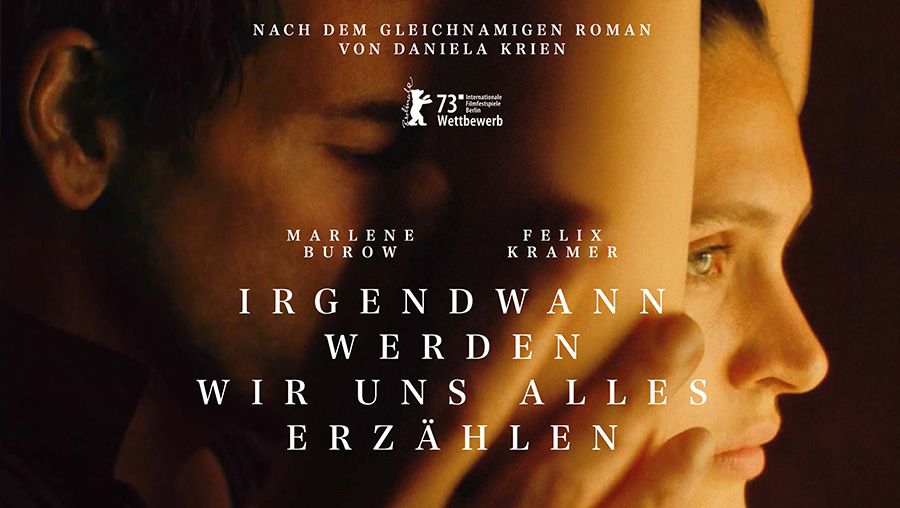 NACH DEM GLEICHNAMIGEN ROMAN
VON DANIELA KRIEN
Berlinale
73
Internationale
Filmfestspiele
Berlin
Wettbewerb
MARLENE
BUROW
FELIX
KRAMER
IRGENDWANN
WERDEN
WIR UNS ALLES
ERZÄHLEN